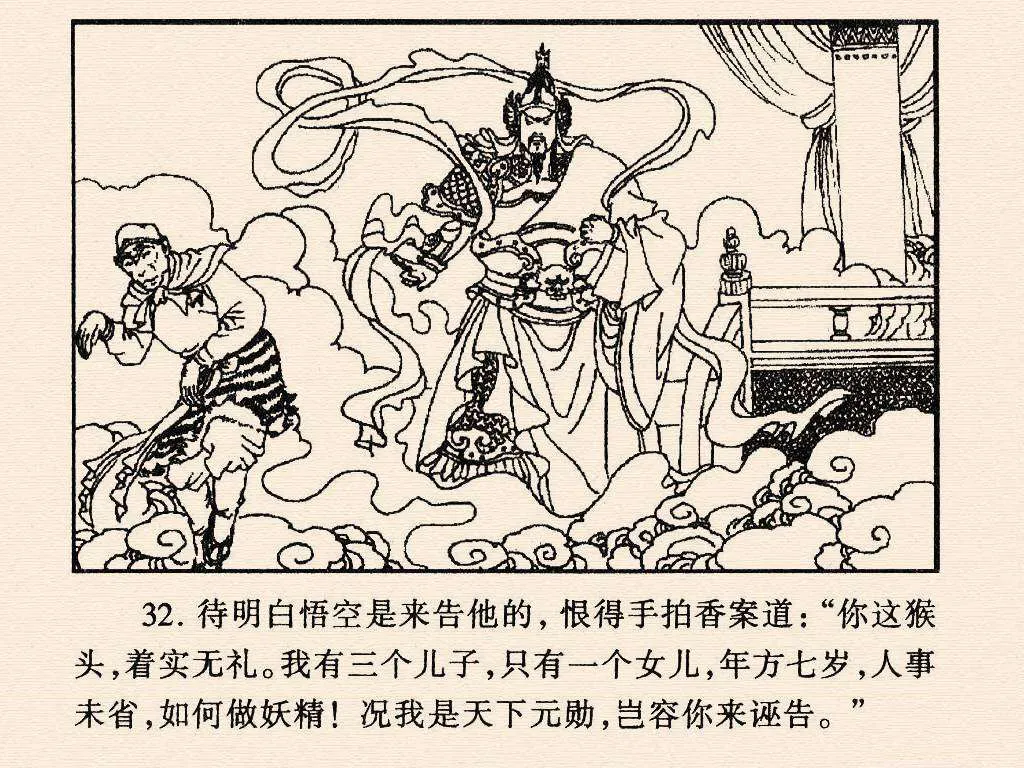 32. 待明白悟空是来告他的, 恨得手拍香案道: “你这猴
头, 着实无礼。我有三个儿子, 只有一个女儿, 年方七岁, 人事
未省, 如何做妖精! 况我是天下元勋, 岂容你来诬告。”